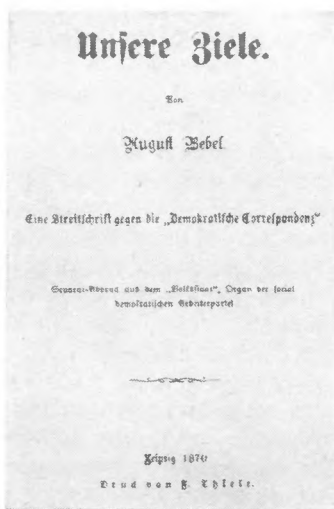 Unsere Ziele.
Von
August Bebel.
Eine Streitschrift gegen die „Demokratische Correspondenz“
Separat-Abdruck aus dem „Volksstaat“, Organ der social
demokratischen Arbeiterpartei
Leipzig 1870
Druck von F. Thiele.